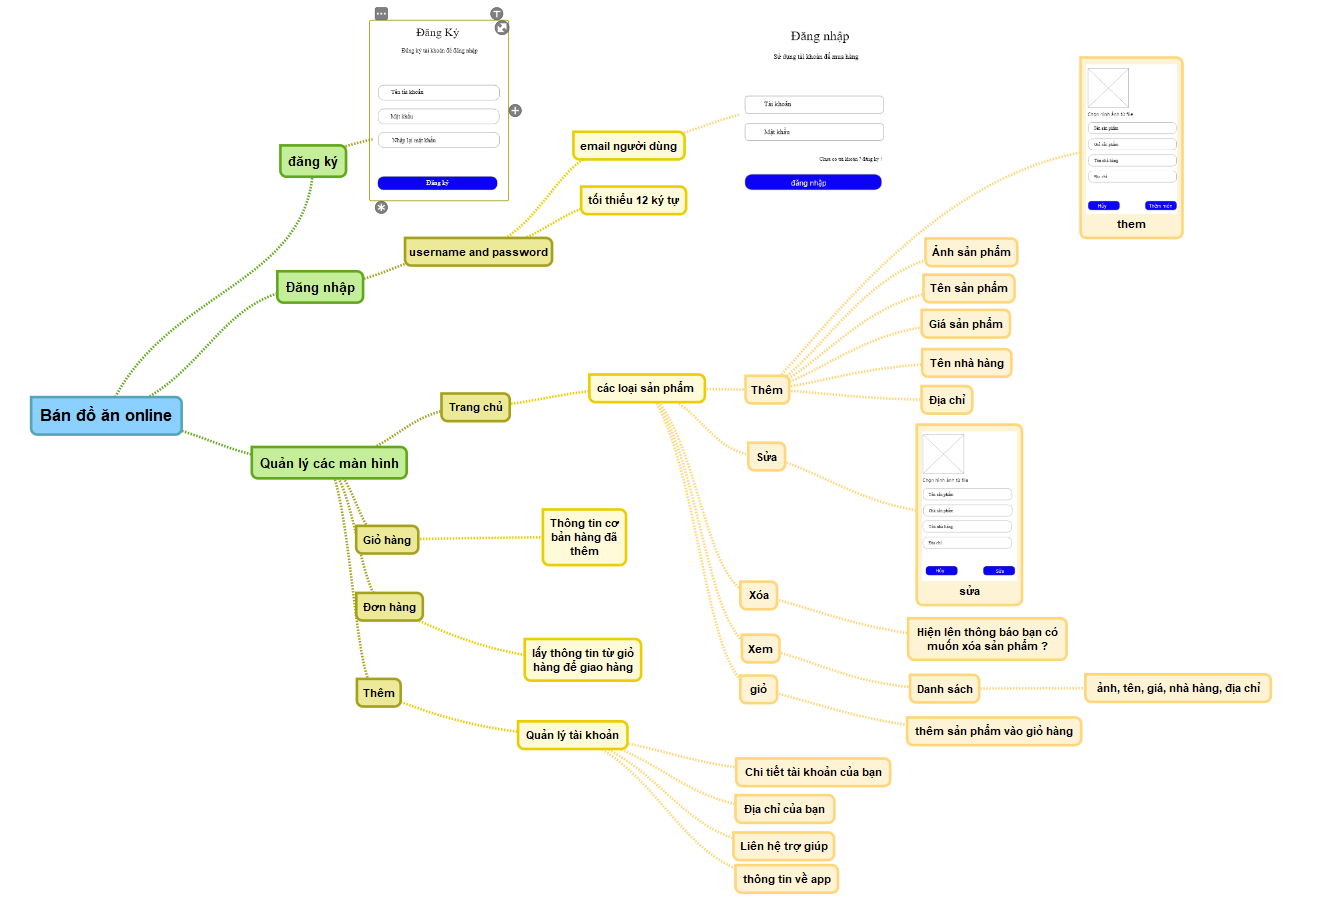 Đăng Ký
Đăng ký tài khoản để đăng nhập
Tên tài khoản
Mật khẩu
Nhập lại mật khẩu
Đăng ký
Đăng nhập
Sử dụng tài khoản để mua hàng
Tài khoản
Mật khẩu
Chưa có tài khoản ? đăng ký !
đăng nhập
đăng ký
email người dùng
tối thiểu 12 ký tự
username and password
Đăng nhập
Bán đồ ăn online
Quản lý các màn hình
Trang chủ
các loại sản phẩm
Thêm
Chọn hình ảnh từ file
Tên sản phẩm
Giá sản phẩm
Tên nhà hàng
Địa chỉ
Hủy
Thêm món
them
Ảnh sản phẩm
Tên sản phẩm
Giá sản phẩm
Tên nhà hàng
Địa chỉ
Sửa
Chọn hình ảnh từ file
Tên sản phẩm
Giá sản phẩm
Tên nhà hàng
Địa chỉ
Hủy
Sửa
sửa
Xóa
Hiện lên thông báo bạn có
muốn xóa sản phẩm ?
Xem
Danh sách
ảnh, tên, giá, nhà hàng, địa chỉ
giỏ
thêm sản phẩm vào giỏ hàng
Giỏ hàng
Thông tin cơ
bản hàng đã
thêm
Đơn hàng
lấy thông tin từ giỏ
hàng để giao hàng
Thêm
Quản lý tài khoản
Chi tiết tài khoản của bạn
Địa chỉ của bạn
Liên hệ trợ giúp
thông tin về app